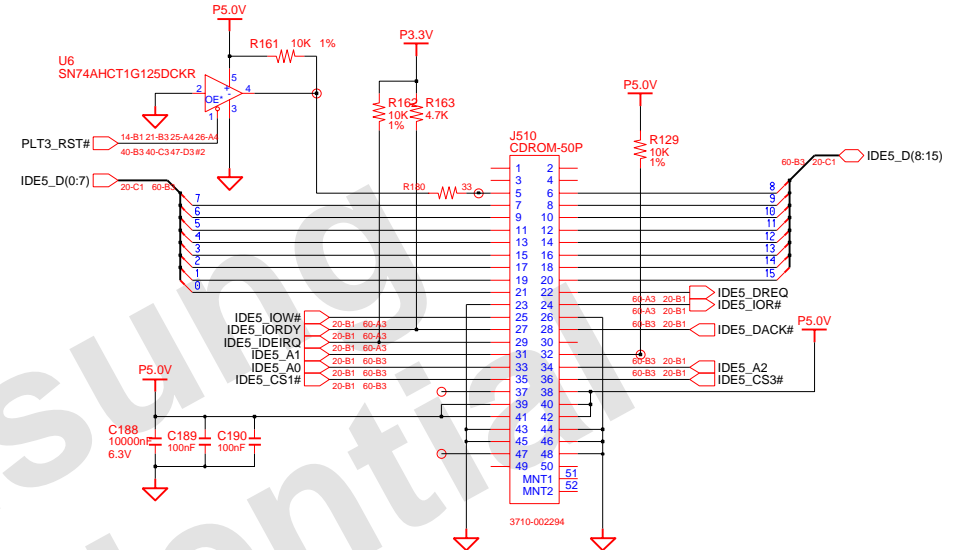 P5.0V
R161 10K 1%
P3.3V
U6
SN74AHCT1G125DCKR
5
2 + 4
-
OE*
3
1
R162
10K
1%
R163
4.7K
P5.0V
R129
10K
1%
PLT3_RST#
14-B1 21-B3 25-A4 26-A4
40-B3 40-C3 47-D3 #2
J510
CDROM-50P
IDE5_D(0:7)
20-C1 60-B3
60-B3 20-C1
IDE5_D(8:15)
R180 33
1 2
3 4
5 6 8
7 7 8 9
6 9 10 10
5 11 12 11
4 13 14 12
3 15 16 13
2 17 18 14
1 19 20 15
0 21 22 IDE5_DREQ
60-A3 20-B1
23 24 IDE5_IOR#
60-A3 20-B1
IDE5_IOW# 25 26
20-B1 60-A3
IDE5_IORDY 27 28 IDE5_DACK#
60-B3 20-B1
20-B1 60-A3
IDE5_IDEIRQ 29 30
20-B1 60-A3
IDE5_A1 31 32
20-B1 60-B3
60-B3 20-B1
IDE5_A0 33 34 IDE5_A2
20-B1 60-B3
60-B3 20-B1
IDE5_CS1# 35 36 IDE5_CS3#
20-B1 60-B3
P5.0V
P5.0V
37 38
39 40
41 42
43 44
45 46
47 48
49 50
MNT1 51
MNT2 52
C188
10000nF
6.3V
C189
100nF
C190
100nF
3710-002294
sung
dential